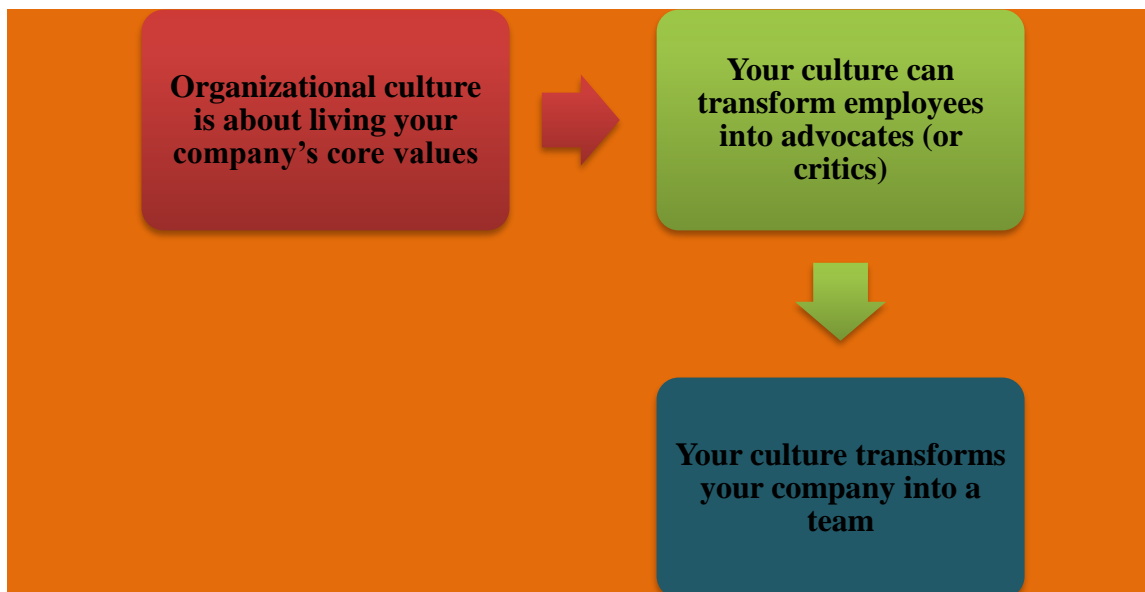 Organizational culture
is about living your
company’s core values
Your culture can
transform employees
into advocates (or
critics)
Your culture transforms
your company into a
team